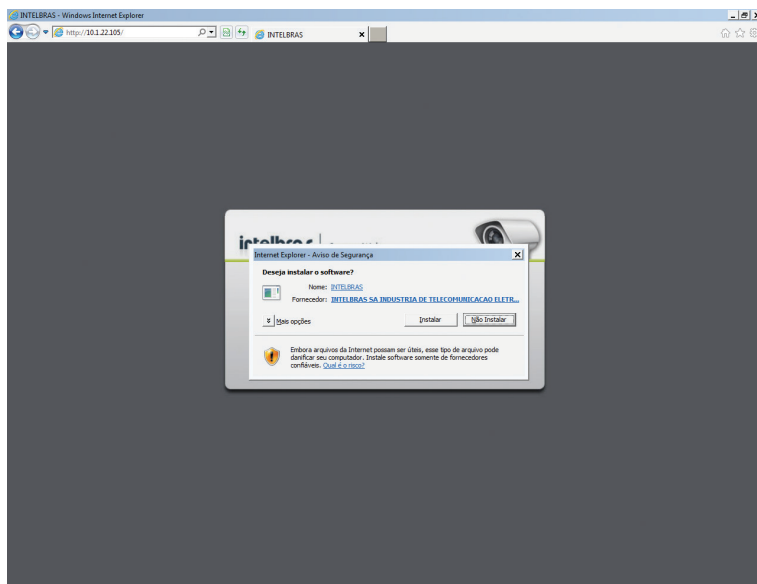 INTELBRAS - Windows Internet Explorer
http://10.1.22.105/
INTELBRAS
Internet Explorer - Aviso de Segurança
Deseja instalar o software?
Nome: INTELBRAS
Fornecedor: INTELBRAS SA INDUSTRIA DE TELECOMUNICACAO ELETR...
Mais opções
Instalar
Não Instalar
Embora arquivos da Internet possam ser úteis, esse tipo de arquivo pode
danificar seu computador. Instale software somente de fornecedores
confiáveis. Qual é o risco?